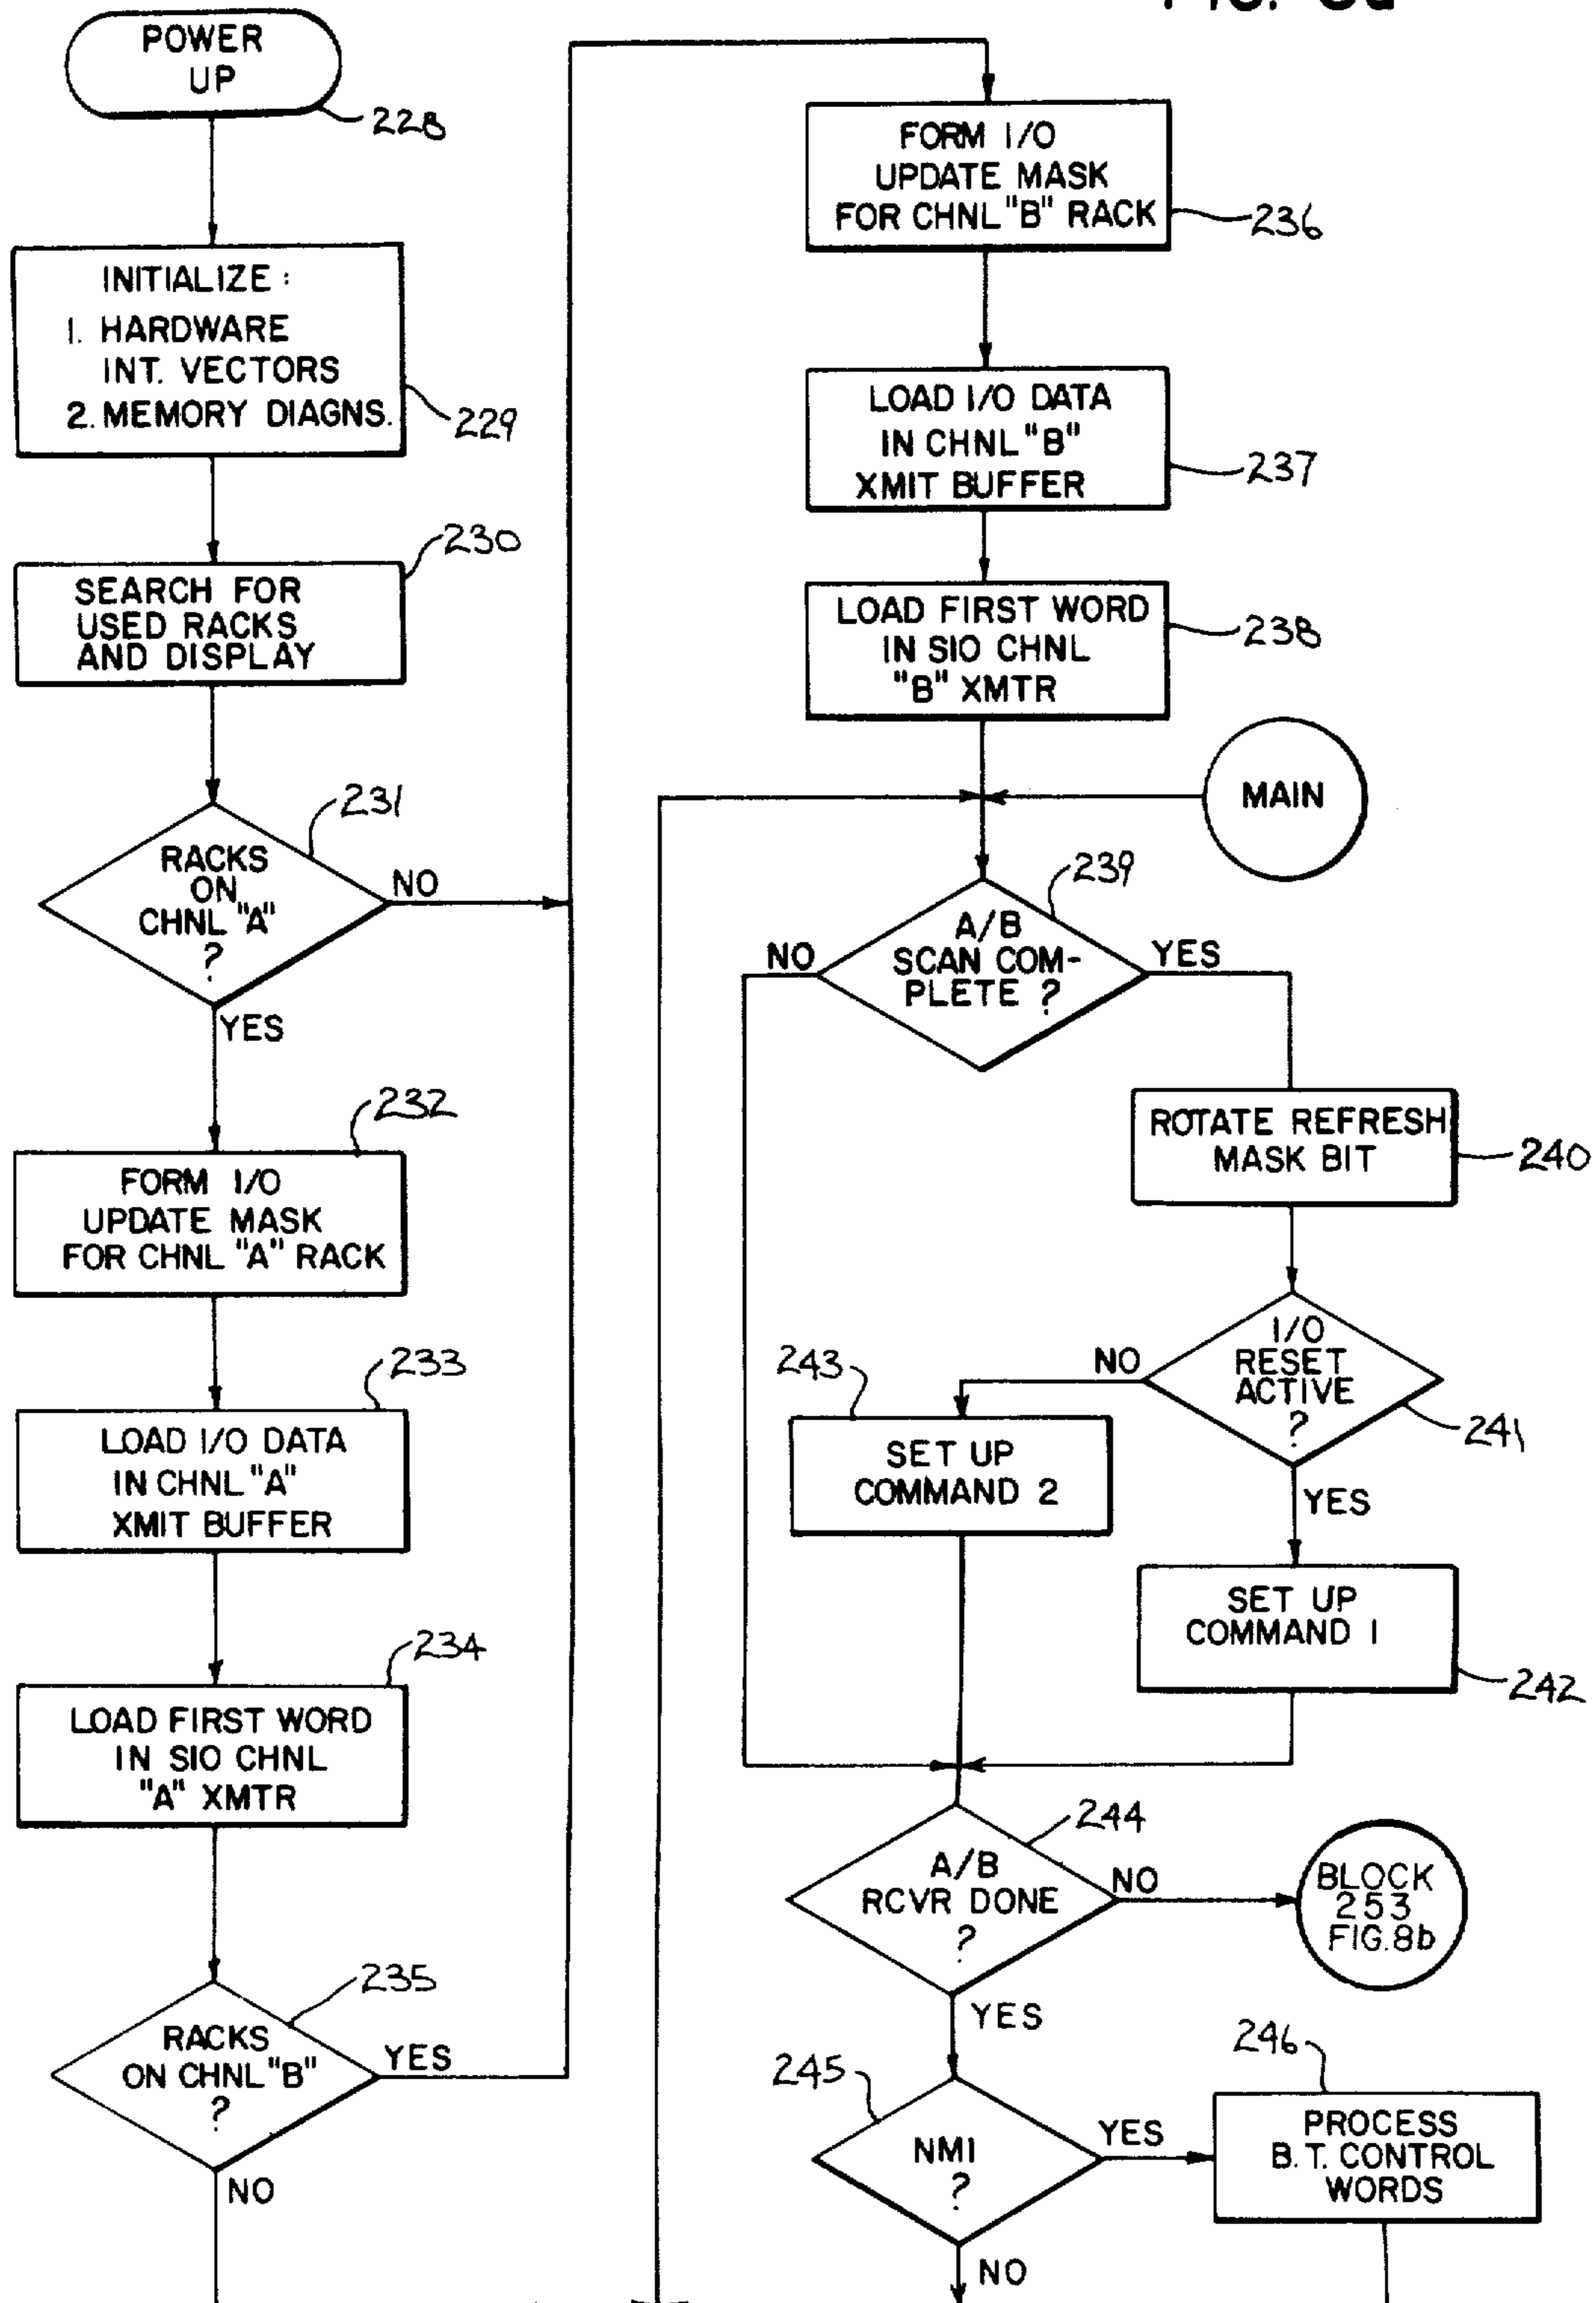 POWER
UP
228
INITIALIZE :
1. HARDWARE
INT. VECTORS
2. MEMORY DIAGNS.
229
230
SEARCH FOR
USED RACKS
AND DISPLAY
231
RACKS
ON
CHNL "A"
?
NO
YES
232
FORM I/O
UPDATE MASK
FOR CHNL "A" RACK
233
LOAD I/O DATA
IN CHNL "A"
XMIT BUFFER
234
LOAD FIRST WORD
IN SIO CHNL
"A" XMTR
235
RACKS
ON CHNL "B"
?
YES
NO
FORM I/O
UPDATE MASK
FOR CHNL "B" RACK
236
LOAD I/O DATA
IN CHNL "B"
XMIT BUFFER
237
LOAD FIRST WORD
IN SIO CHNL
"B" XMTR
238
MAIN
239
A/B
SCAN COM-
PLETE ?
NO
YES
ROTATE REFRESH
MASK BIT
240
I/O
RESET
ACTIVE
?
241
NO
YES
243
SET UP
COMMAND 2
SET UP
COMMAND 1
242
244
A/B
RCVR DONE
?
NO
BLOCK
253
FIG.8b
YES
245
NMI
?
YES
246
PROCESS
B.T. CONTROL
WORDS
NO